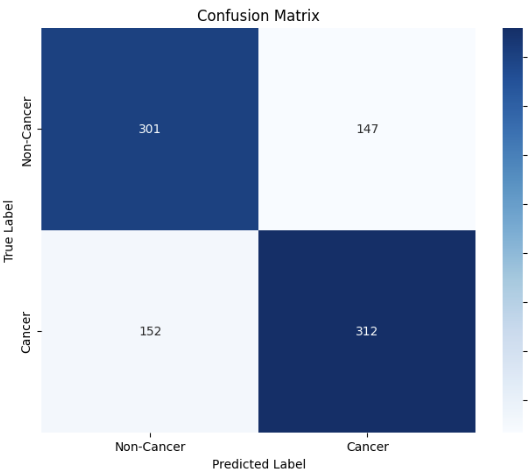 Confusion Matrix
True Label
Non-Cancer
301
147
Cancer
152
312
Non-Cancer
Cancer
Predicted Label